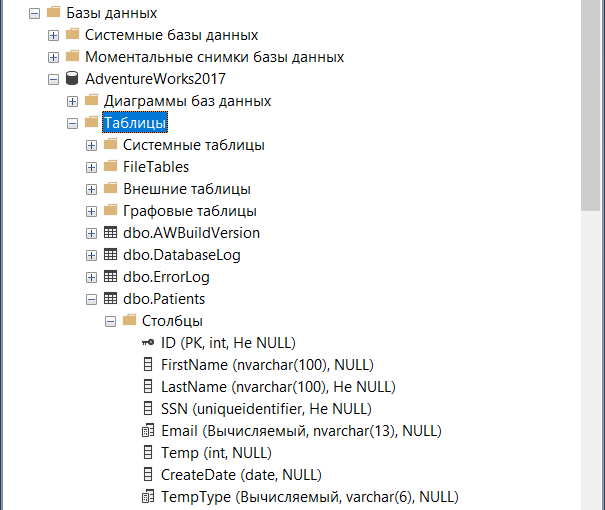 Базы данных
Системные базы данных
Моментальные снимки базы данных
AdventureWorks2017
Диаграммы баз данных
Таблицы
Системные таблицы
FileTables
Внешние таблицы
Графовые таблицы
dbo.AWBuildVersion
dbo.DatabaseLog
dbo.ErrorLog
dbo.Patients
Столбцы
ID (PK, int, Не NULL)
FirstName (nvarchar(100), NULL)
LastName (nvarchar(100), Не NULL)
SSN (uniqueidentifier, Не NULL)
Email (Вычисляемый, nvarchar(13), NULL)
Temp (int, NULL)
CreateDate (date, NULL)
TempType (Вычисляемый, varchar(6), NULL)